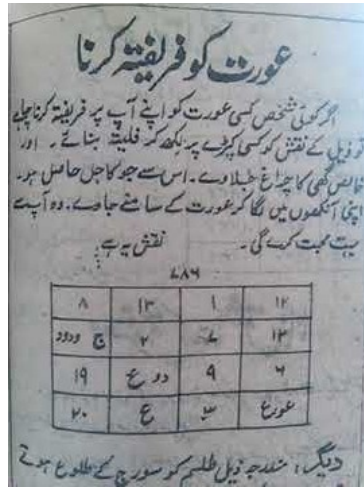 عورت کو فریفتہ کرنا
اگر کوئی شخص کسی عورت کو اپنے آپ پر فریفتہ کرنا چاہے
تو ذیل کے نقش کو کسی کپڑے پر لکھ کر فلیتہ بنائے۔ اور
خالص گھی کا چراغ جلاوے۔ اس سے جو کاجل حاصل ہو۔
اپنی آنکھوں میں لگا کر عورت کے سامنے جاوے۔ وہ آپ سے
بہت محبت کرے گی۔ نقش یہ ہے:
۷۸۶
۸ ۱۳ ۱ ۱۲
ج ودود ۲ ۷ ۱۳
۱۹ دوع ۹ ۶
۲۰ ع ۳ عورع
دیگر: مندرجہ ذیل طلسم کو سورج کے طلوع ہوتے